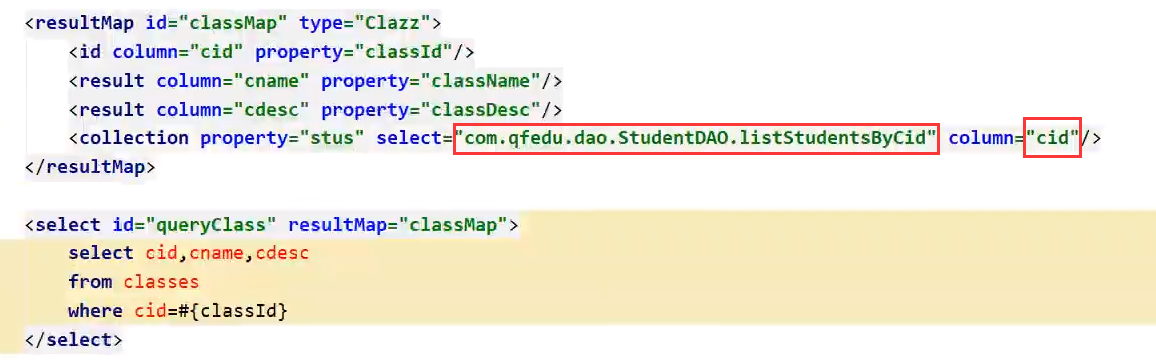 <resultMap id="classMap" type="Clazz">
<id column="cid" property="classId"/>
<result column="cname" property="className"/>
<result column="cdesc" property="classDesc"/>
<collection property="stus" select="com.qfedu.dao.StudentDAO.listStudentsByCid" column="cid"/>
</resultMap>
<select id="queryClass" resultMap="classMap">
select cid,cname,cdesc
from classes
where cid=#{classId}
</select>